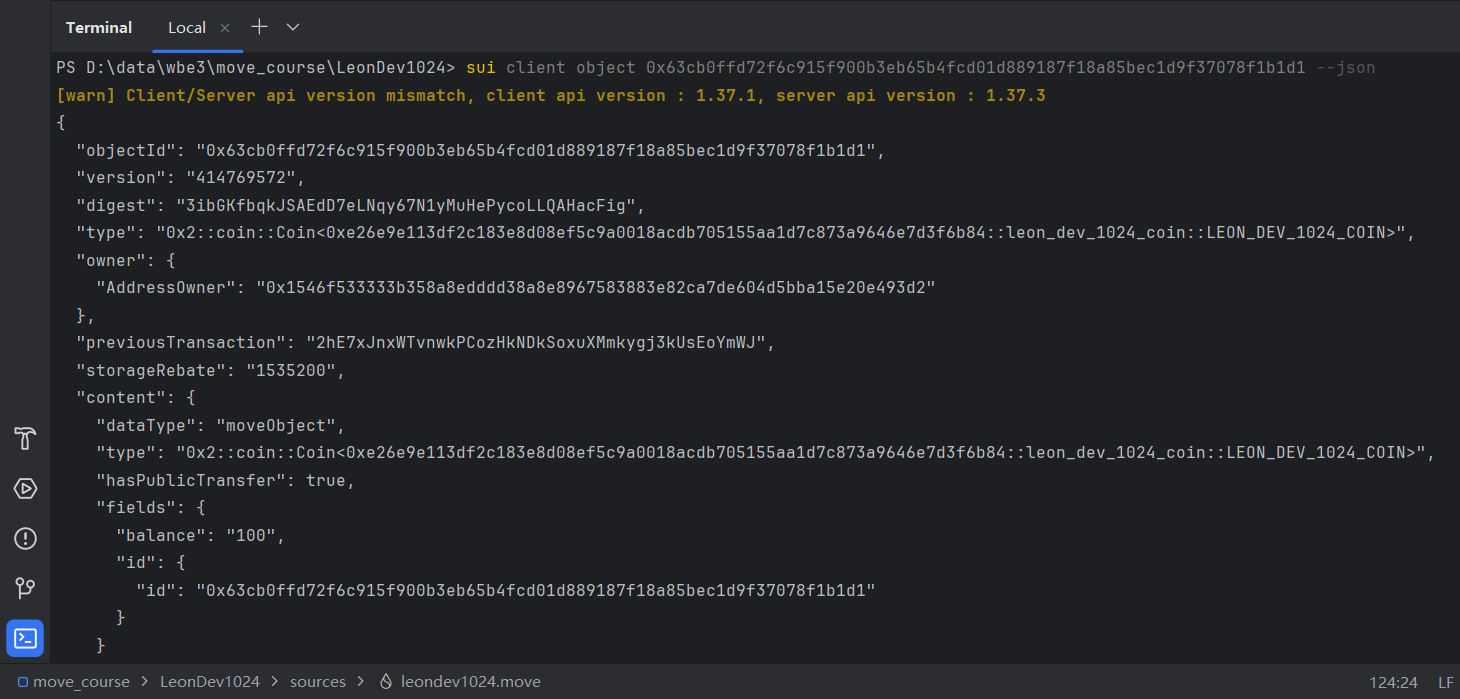 Terminal Local
PS D:\data\wbe3\move_course\LeonDev1024> sui client object 0x63cb0ffd72f6c915f900b3eb65b4fcd01d889187f18a85bec1d9f37078f1b1d1 --json
[warn] Client/Server api version mismatch, client api version : 1.37.1, server api version : 1.37.3
{
  "objectId": "0x63cb0ffd72f6c915f900b3eb65b4fcd01d889187f18a85bec1d9f37078f1b1d1",
  "version": "414769572",
  "digest": "3ibGKfbqkJSAEdD7eLNqy67N1yMuHePycoLLQAHacFig",
  "type": "0x2::coin::Coin<0xe26e9e113df2c183e8d08ef5c9a0018acdb705155aa1d7c873a9646e7d3f6b84::leon_dev_1024_coin::LEON_DEV_1024_COIN>",
  "owner": {
    "AddressOwner": "0x1546f533333b358a8edddd38a8e8967583883e82ca7de604d5bba15e20e493d2"
  },
  "previousTransaction": "2hE7xJnxWTvnwkPCozHkNDkSoxuXMmkygj3kUsEoYmWJ",
  "storageRebate": "1535200",
  "content": {
    "dataType": "moveObject",
    "type": "0x2::coin::Coin<0xe26e9e113df2c183e8d08ef5c9a0018acdb705155aa1d7c873a9646e7d3f6b84::leon_dev_1024_coin::LEON_DEV_1024_COIN>",
    "hasPublicTransfer": true,
    "fields": {
      "balance": "100",
      "id": {
        "id": "0x63cb0ffd72f6c915f900b3eb65b4fcd01d889187f18a85bec1d9f37078f1b1d1"
      }
    }
move_course > LeonDev1024 > sources > leondev1024.move 124:24 LF